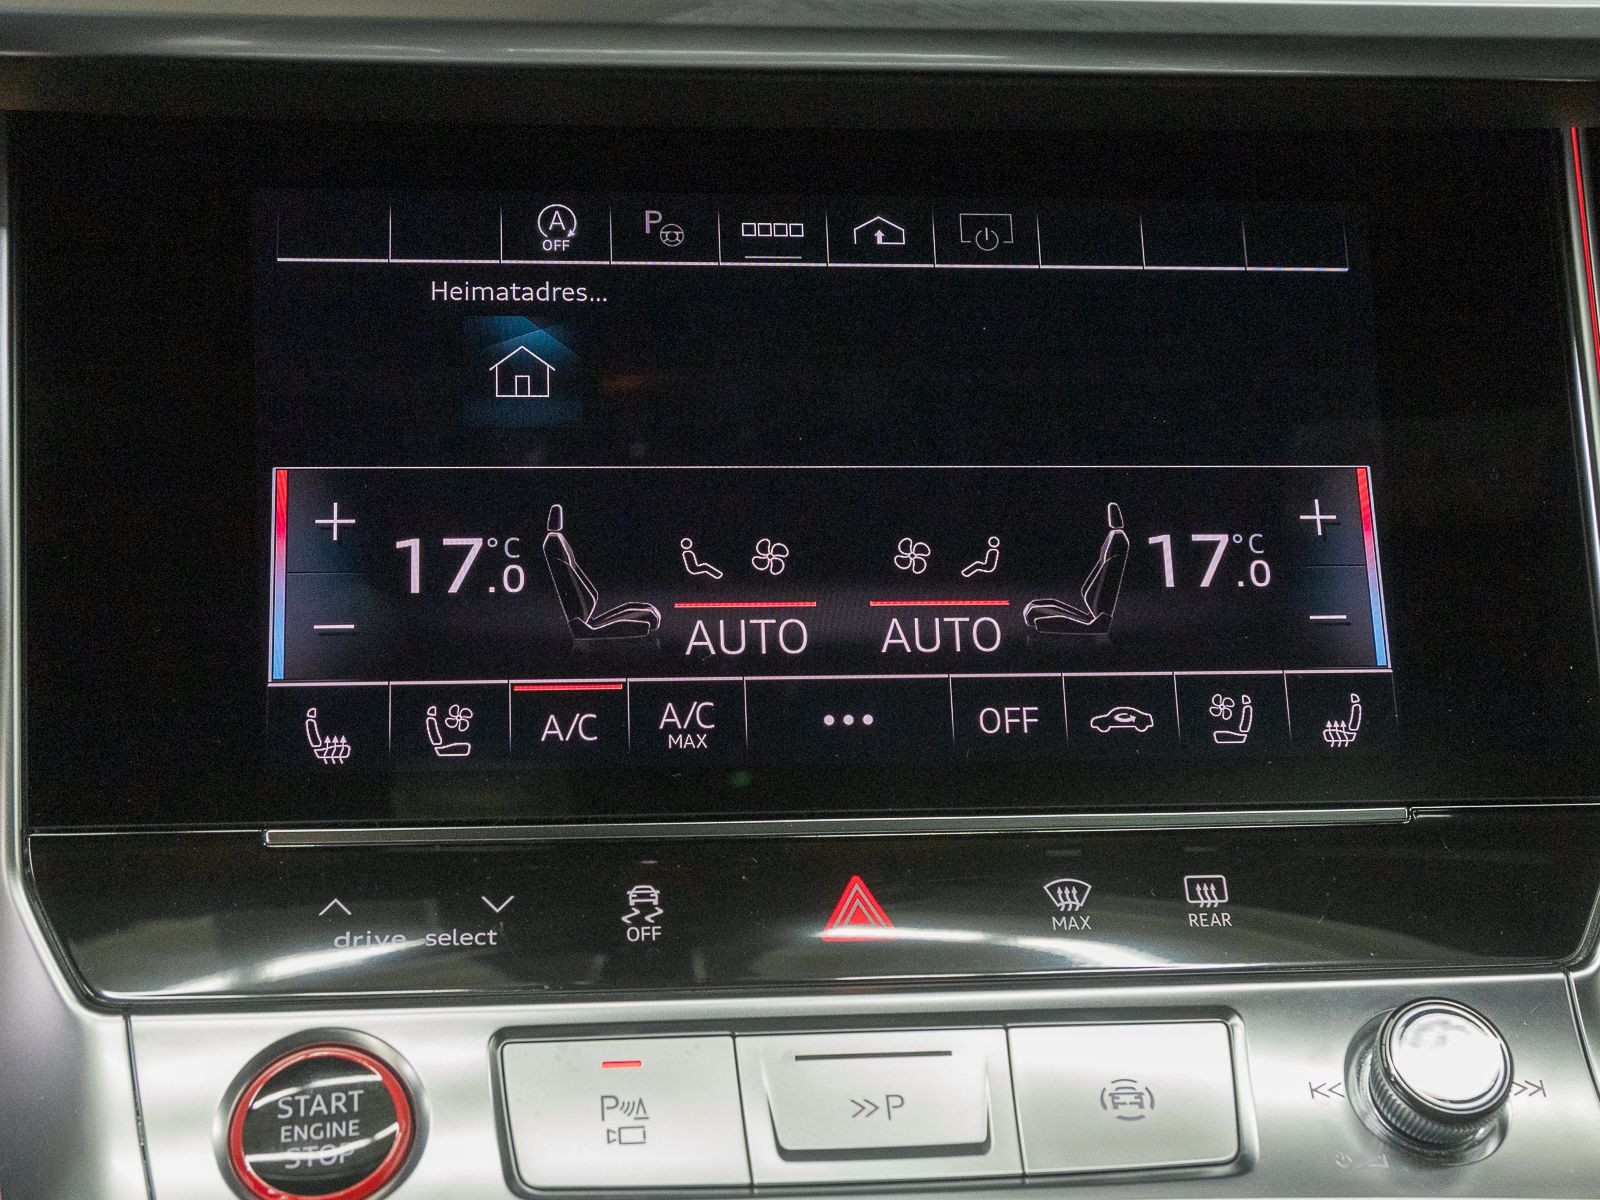 A
OFF
P
Heimatadres...
17.0 °C
17.0 °C
AUTO
AUTO
A/C
A/C
MAX
OFF
drive select
OFF
MAX
REAR
START
ENGINE
STOP
P
P